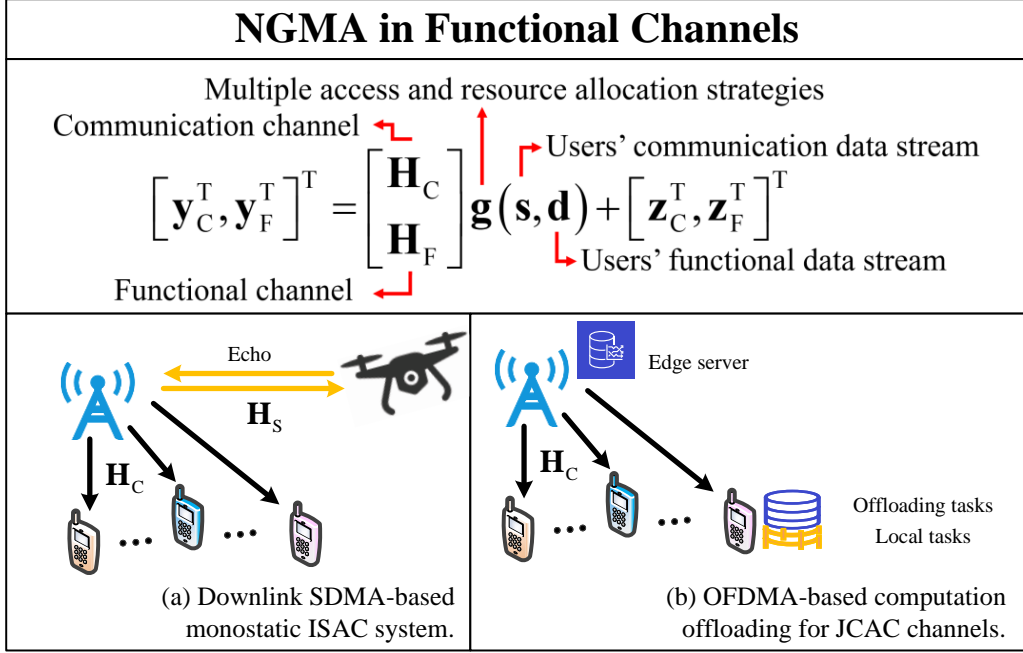 NGMA in Functional Channels
Multiple access and resource allocation strategies
Communication channel
Users' communication data stream
[y_C^T, y_F^T]^T = [H_C H_F] g(s,d) + [z_C^T, z_F^T]^T
Users' functional data stream
Functional channel
Echo
H_S
H_C
(a) Downlink SDMA-based
monostatic ISAC system.
Edge server
H_C
Offloading tasks
Local tasks
(b) OFDMA-based computation
offloading for JCAC channels.